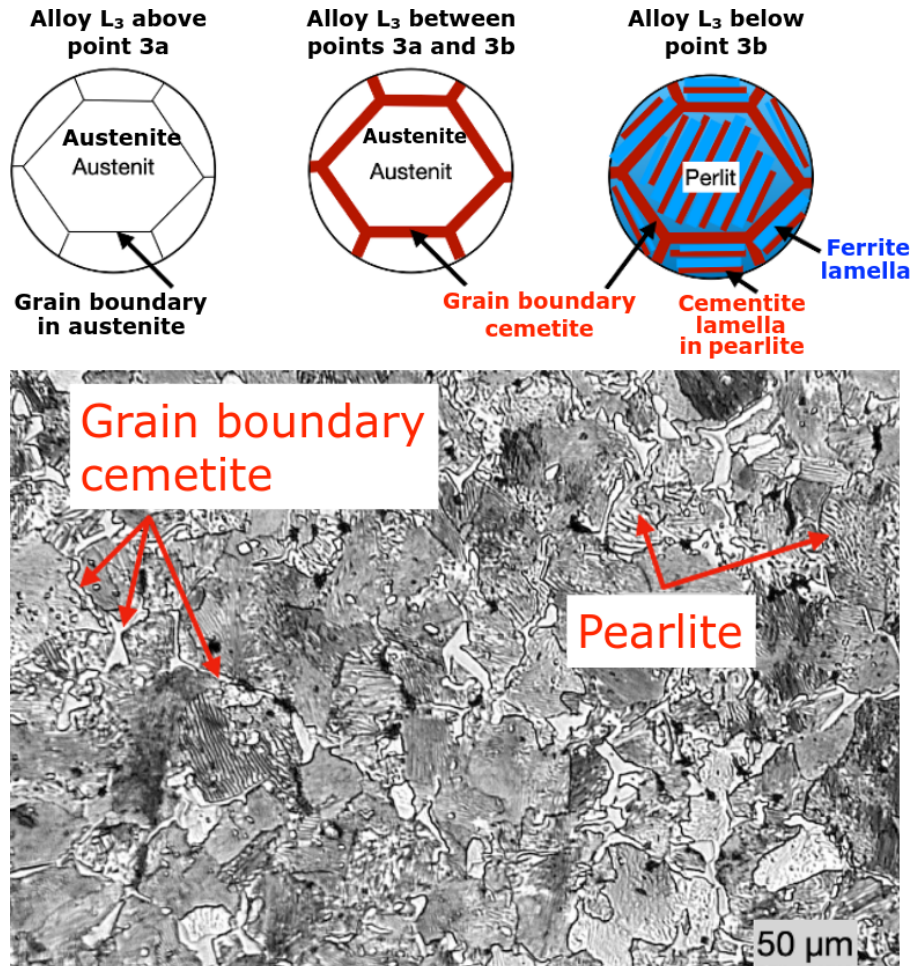 Alloy L₃ above
point 3a
Alloy L₃ between
points 3a and 3b
Alloy L₃ below
point 3b
Austenite
Austenit
Austenite
Austenit
Perlit
Grain boundary
in austenite
Grain boundary
cemetite
Cementite
lamella
in pearlite
Ferrite
lamella
Grain boundary
cemetite
Pearlite
50 μm